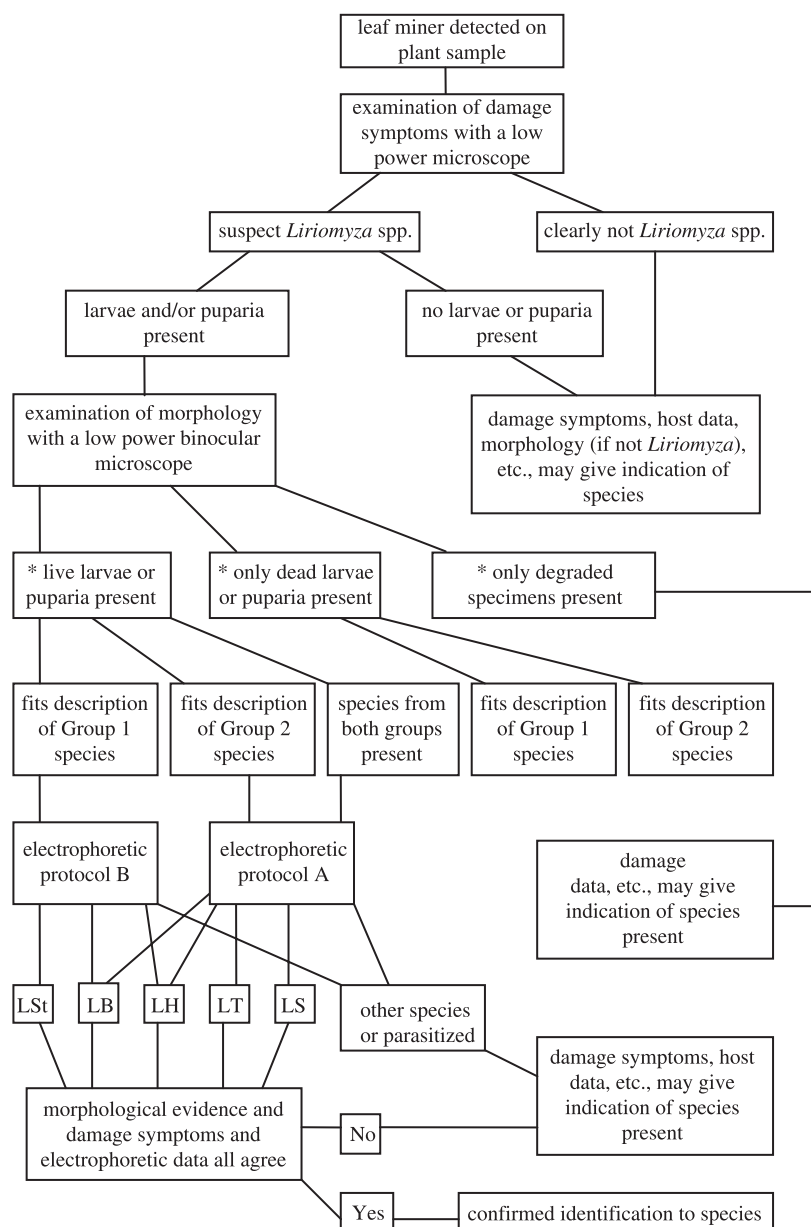 leaf miner detected on
plant sample
examination of damage
symptoms with a low
power microscope
suspect Liriomyza spp.
clearly not Liriomyza spp.
larvae and/or puparia
present
no larvae or puparia
present
examination of morphology
with a low power binocular
microscope
damage symptoms, host data,
morphology (if not Liriomyza),
etc., may give indication of
species
* live larvae or
puparia present
* only dead larvae
or puparia present
* only degraded
specimens present
fits description
of Group 1
species
fits description
of Group 2
species
species from
both groups
present
fits description
of Group 1
species
fits description
of Group 2
species
electrophoretic
protocol B
electrophoretic
protocol A
damage
data, etc., may give
indication of species
present
LSt
LB
LH
LT
LS
other species
or parasitized
damage symptoms, host
data, etc., may give
indication of species
present
morphological evidence and
damage symptoms and
electrophoretic data all agree
No
Yes
confirmed identification to species